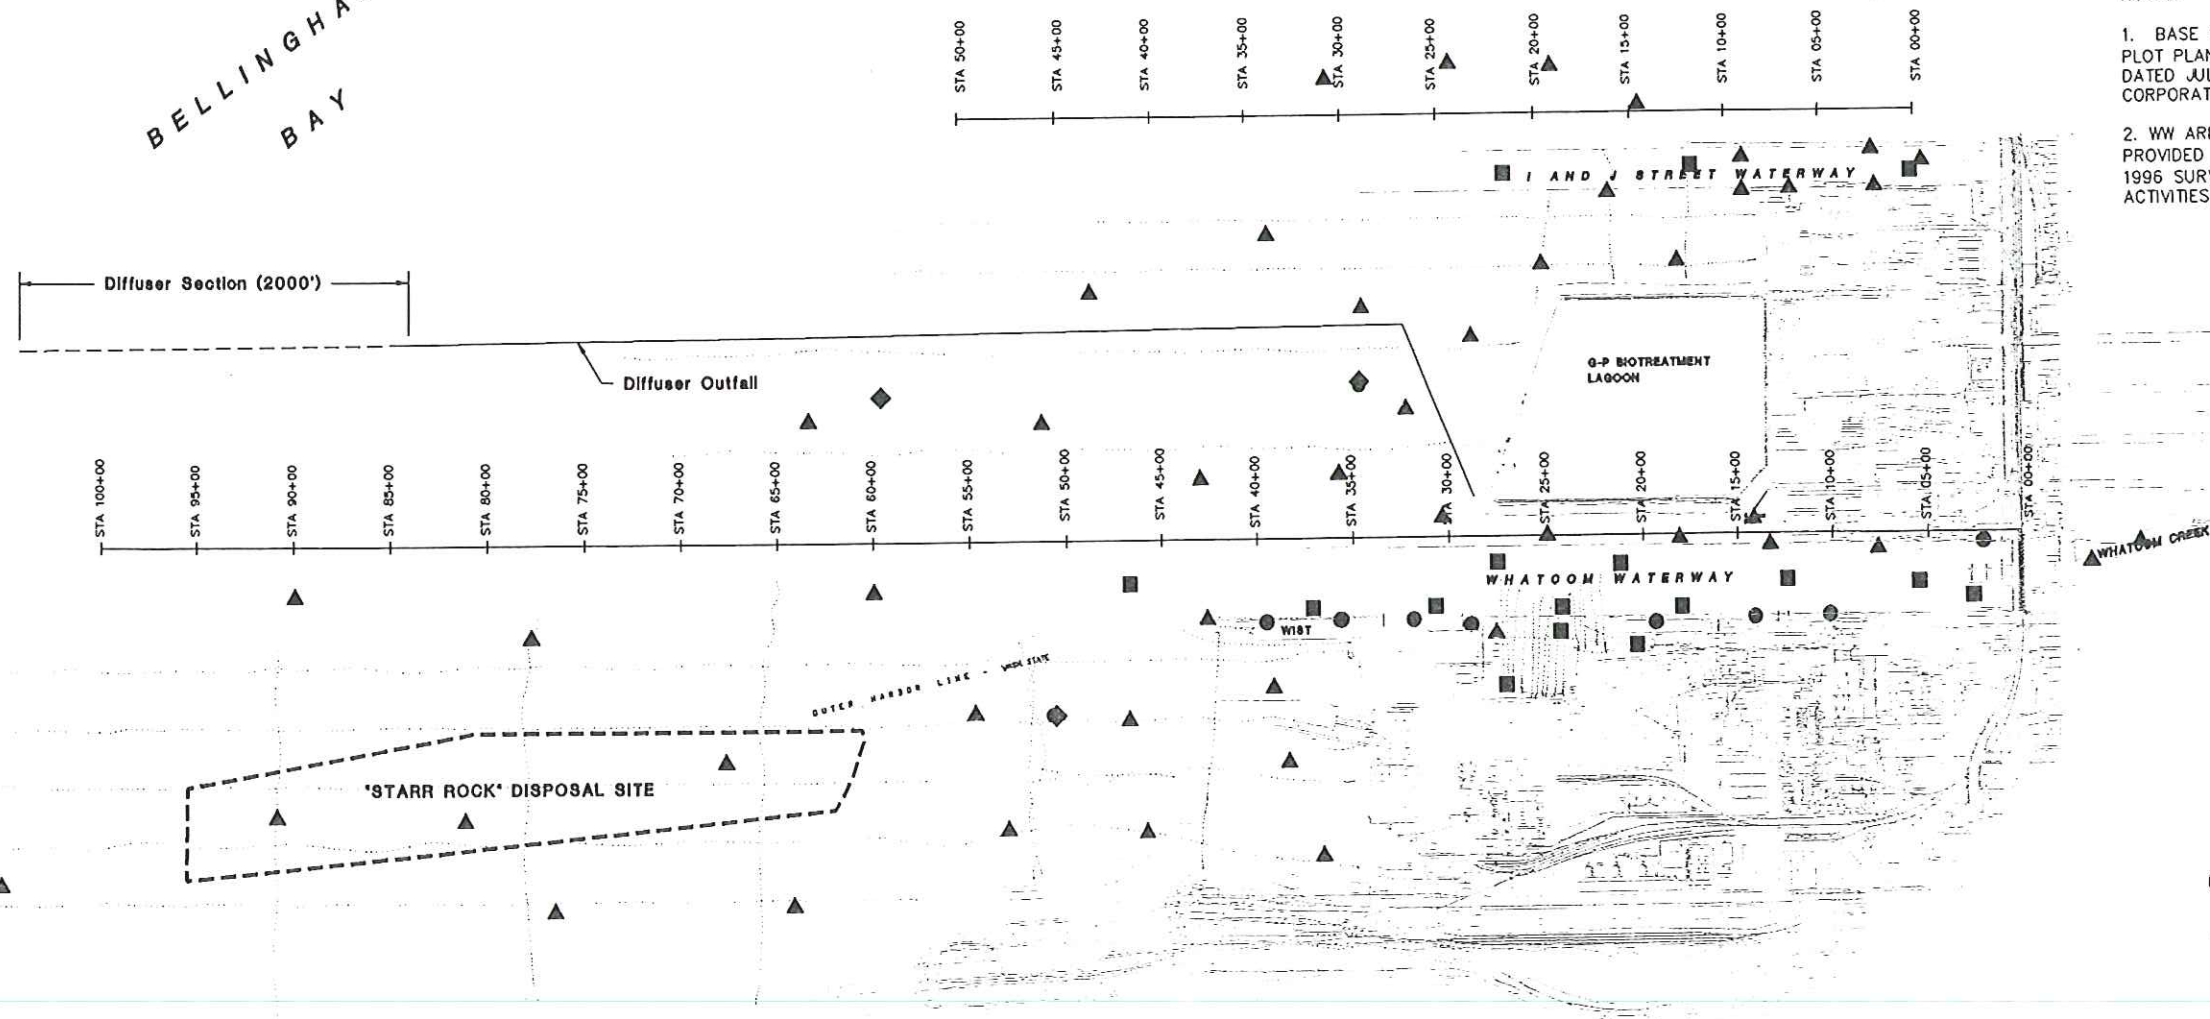 BELLINGHA
BAY
STA 50+00
STA 45+00
STA 40+00
STA 35+00
STA 30+00
STA 25+00
STA 20+00
STA 15+00
STA 10+00
STA 05+00
STA 00+00
1. BASE
PLOT PLAN
DATED JUL
CORPORAT
2. WW ARE
PROVIDED
1996 SURV
ACTIVITIES
I AND J STREET WATERWAY
Diffuser Section (2000')
Diffuser Outfall
G-P BIOTREATMENT
LAGOON
STA 100+00
STA 95+00
STA 90+00
STA 85+00
STA 80+00
STA 75+00
STA 70+00
STA 65+00
STA 60+00
STA 55+00
STA 50+00
STA 45+00
STA 40+00
STA 35+00
STA 30+00
STA 25+00
STA 20+00
STA 15+00
STA 10+00
STA 05+00
STA 00+00
WHATCOM CREEK
WHATCOM WATERWAY
WIST
OUTER HARBOR LINE - WASH STATE
"STARR ROCK" DISPOSAL SITE